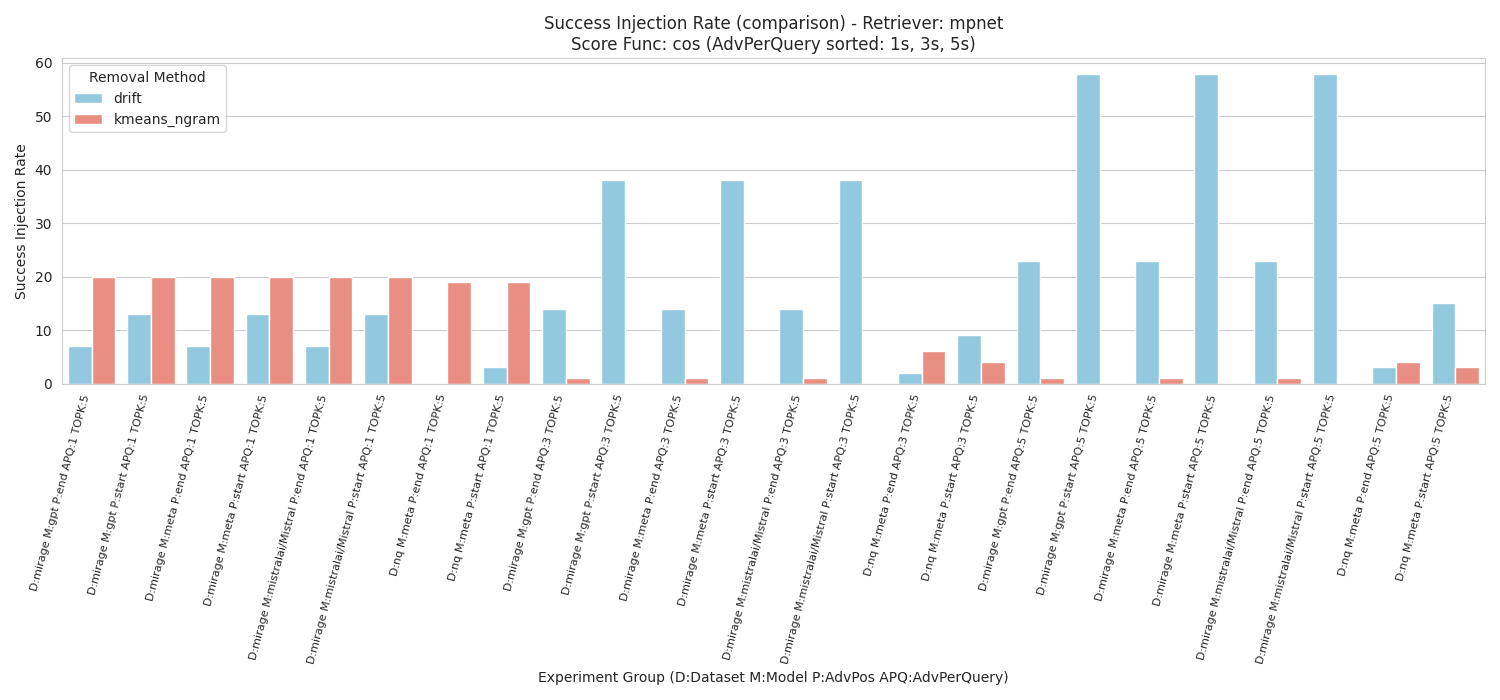 Success Injection Rate (comparison) - Retriever: mpnet
Score Func: cos (AdvPerQuery sorted: 1s, 3s, 5s)
Removal Method
drift
kmeans_ngram
Success Injection Rate
60
50
40
30
20
10
0
D:mirage M:gpt P:end APQ:1 TOPK:5
D:mirage M:gpt P:start APQ:1 TOPK:5
D:mirage M:meta P:end APQ:1 TOPK:5
D:mirage M:meta P:start APQ:1 TOPK:5
D:mirage M:mistralai/Mistral P:end APQ:1 TOPK:5
D:mirage M:mistralai/Mistral P:start APQ:1 TOPK:5
D:nq M:meta P:end APQ:1 TOPK:5
D:nq M:meta P:start APQ:1 TOPK:5
D:mirage M:gpt P:end APQ:3 TOPK:5
D:mirage M:gpt P:start APQ:3 TOPK:5
D:mirage M:meta P:end APQ:3 TOPK:5
D:mirage M:meta P:start APQ:3 TOPK:5
D:mirage M:mistralai/Mistral P:end APQ:3 TOPK:5
D:mirage M:mistralai/Mistral P:start APQ:3 TOPK:5
D:nq M:meta P:end APQ:3 TOPK:5
D:nq M:meta P:start APQ:3 TOPK:5
D:mirage M:gpt P:end APQ:5 TOPK:5
D:mirage M:gpt P:start APQ:5 TOPK:5
D:mirage M:meta P:end APQ:5 TOPK:5
D:mirage M:meta P:start APQ:5 TOPK:5
D:mirage M:mistralai/Mistral P:end APQ:5 TOPK:5
D:mirage M:mistralai/Mistral P:start APQ:5 TOPK:5
D:nq M:meta P:end APQ:5 TOPK:5
D:nq M:meta P:start APQ:5 TOPK:5
Experiment Group (D:Dataset M:Model P:AdvPos APQ:AdvPerQuery)